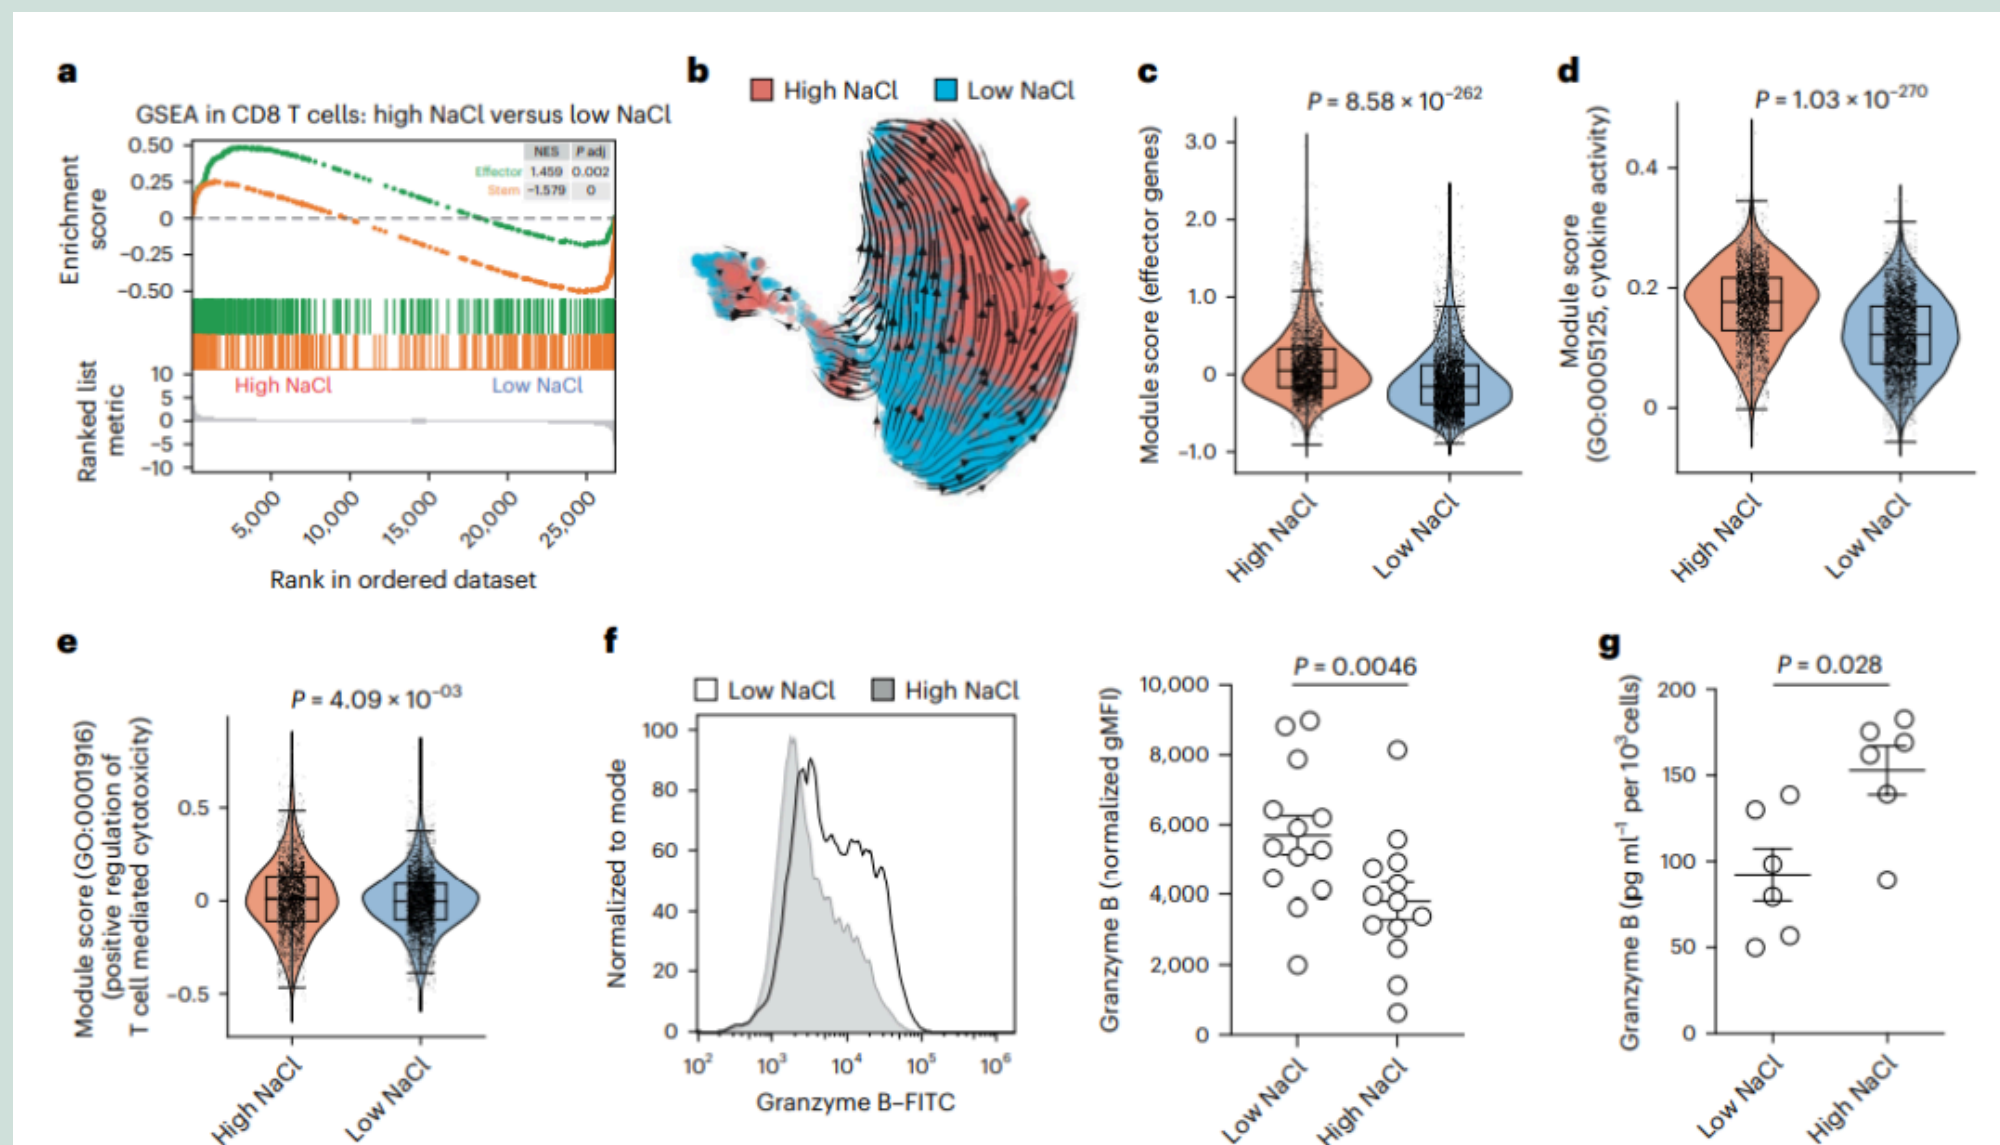 a
GSEA in CD8 T cells: high NaCl versus low NaCl
Enrichment
score
0.50
0.25
0
−0.25
−0.50
NES P adj
Effector 1.459 0.002
Stem −1.579 0
High NaCl Low NaCl
Ranked list
metric
10
5
0
−5
−10
5,000 10,000 15,000 20,000 25,000
Rank in ordered dataset
b
High NaCl Low NaCl
c
P = 8.58 × 10−262
Module score (effector genes)
3.0
2.0
1.0
0
−1.0
High NaCl Low NaCl
d
P = 1.03 × 10−270
Module score
(GO:0005125, cytokine activity)
0.4
0.2
0
High NaCl Low NaCl
e
P = 4.09 × 10−03
Module score (GO:0001916)
(positive regulation of
T cell mediated cytotoxicity)
0.5
0
−0.5
High NaCl Low NaCl
f
Low NaCl High NaCl
Normalized to mode
100
80
60
40
20
0
10² 10³ 10⁴ 10⁵ 10⁶
Granzyme B–FITC
P = 0.0046
Granzyme B (normalized gMFI)
10,000
8,000
6,000
4,000
2,000
0
Low NaCl High NaCl
g
P = 0.028
Granzyme B (pg ml−1 per 10³ cells)
200
150
100
50
0
Low NaCl High NaCl